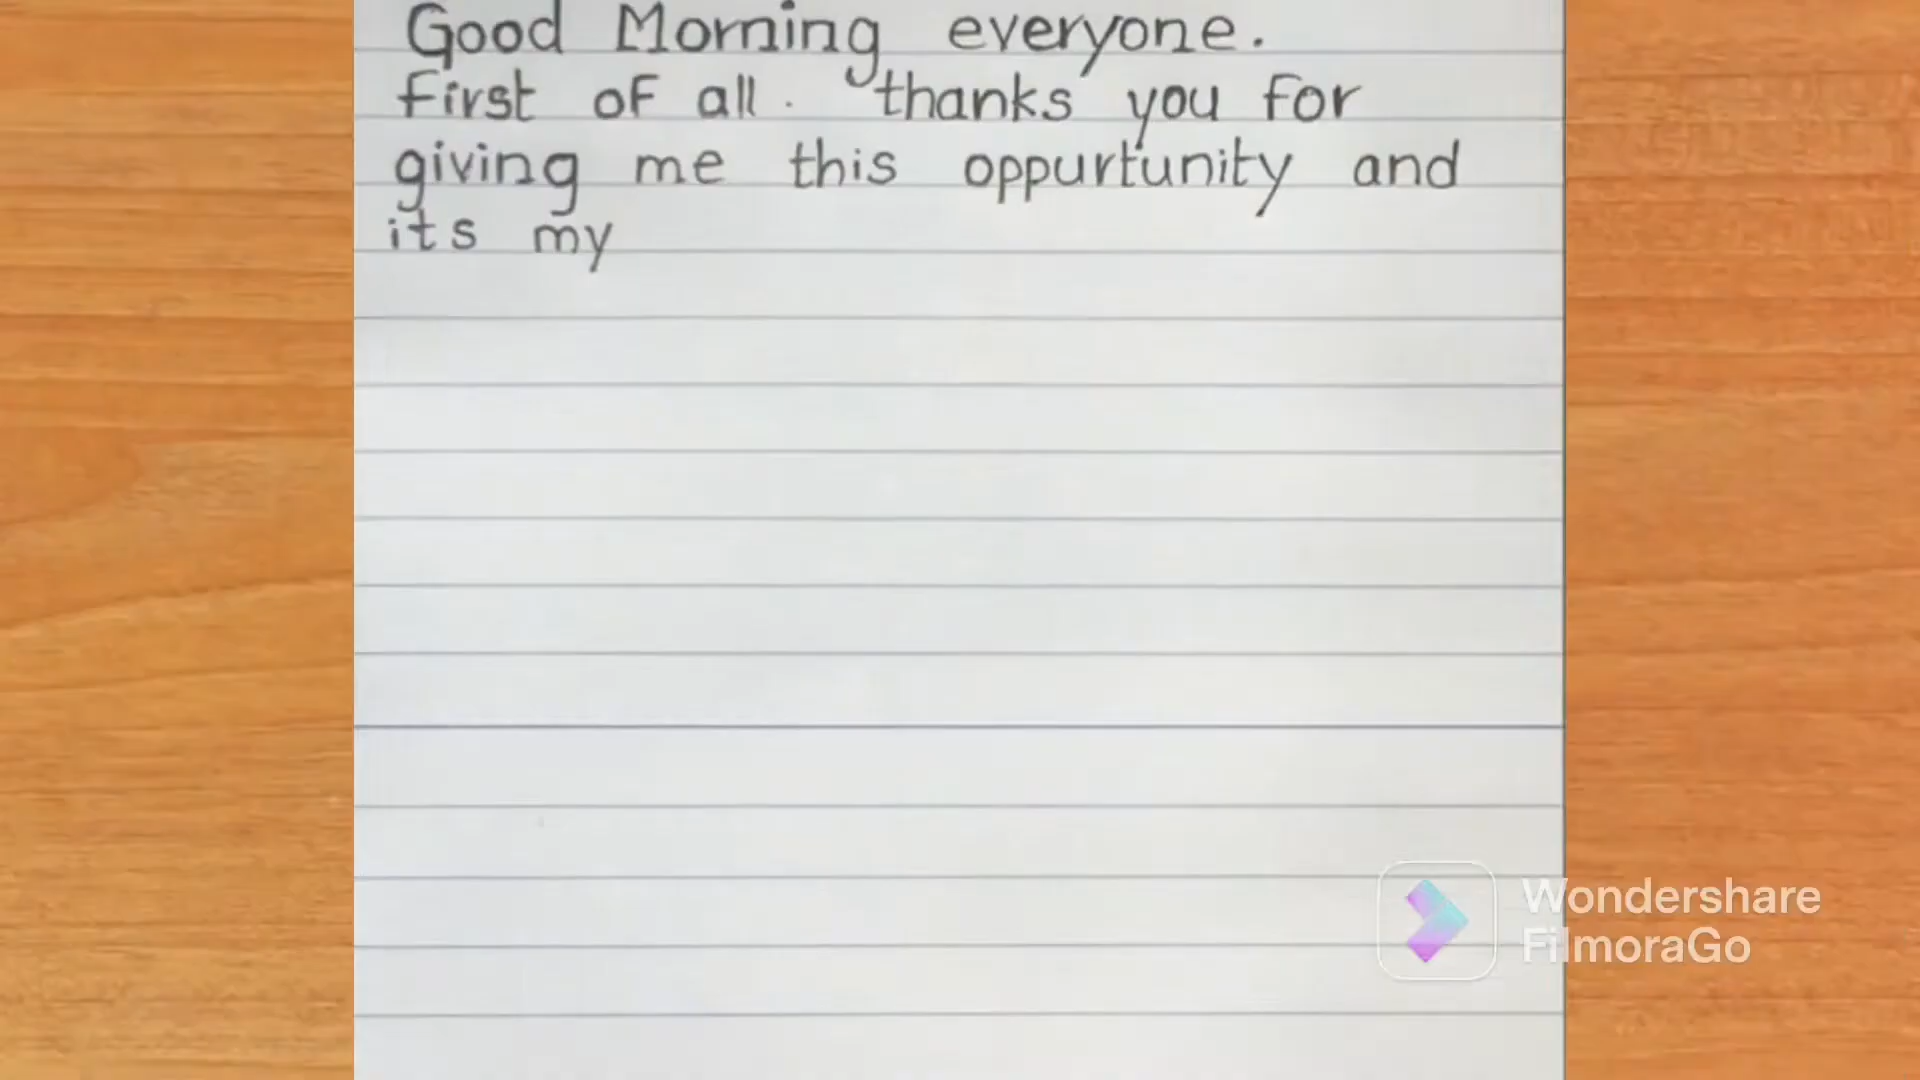 Good Morning everyone.
First of all. thanks you for
giving me this oppurtunity and
its my
Wondershare
FilmoraGo